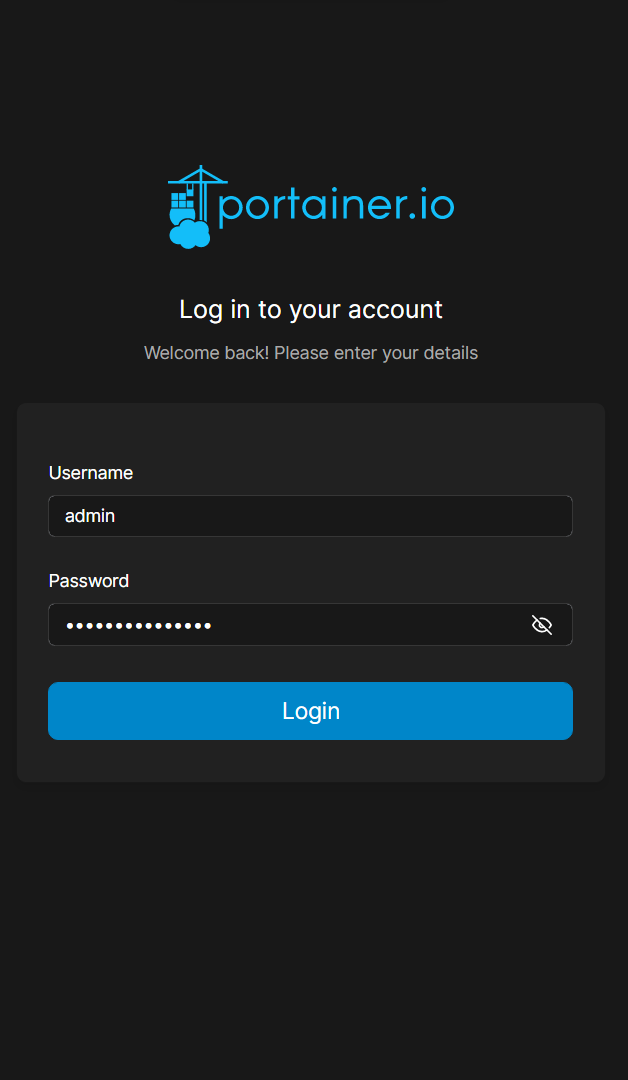 portainer.io
Log in to your account
Welcome back! Please enter your details
Username
admin
Password
•••••••••••••••
Login